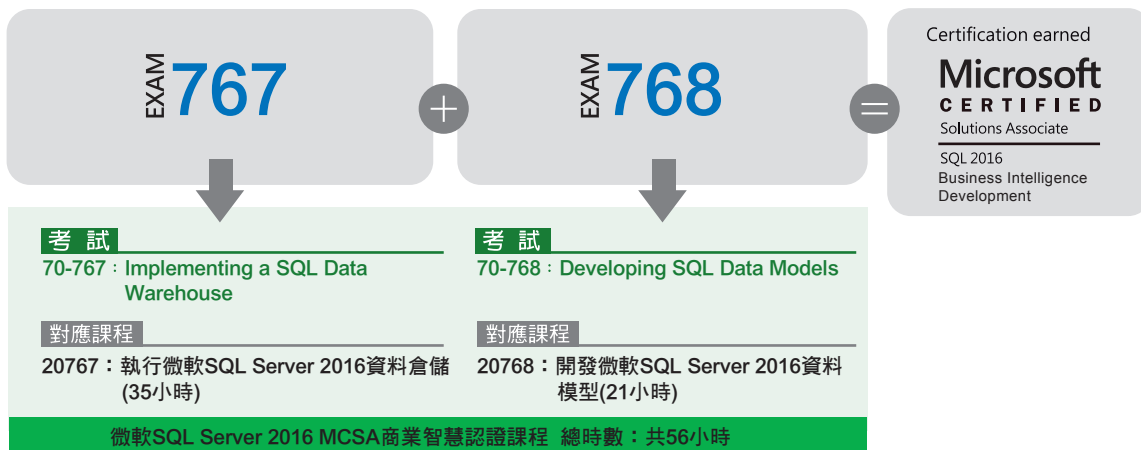 EXAM 767
+
EXAM 768
=
Certification earned
Microsoft
CERTIFIED
Solutions Associate
SQL 2016
Business Intelligence
Development
考 試
70-767：Implementing a SQL Data
Warehouse
對應課程
20767：執行微軟SQL Server 2016資料倉儲
(35小時)
考 試
70-768：Developing SQL Data Models
對應課程
20768：開發微軟SQL Server 2016資料
模型(21小時)
微軟SQL Server 2016 MCSA商業智慧認證課程 總時數：共56小時